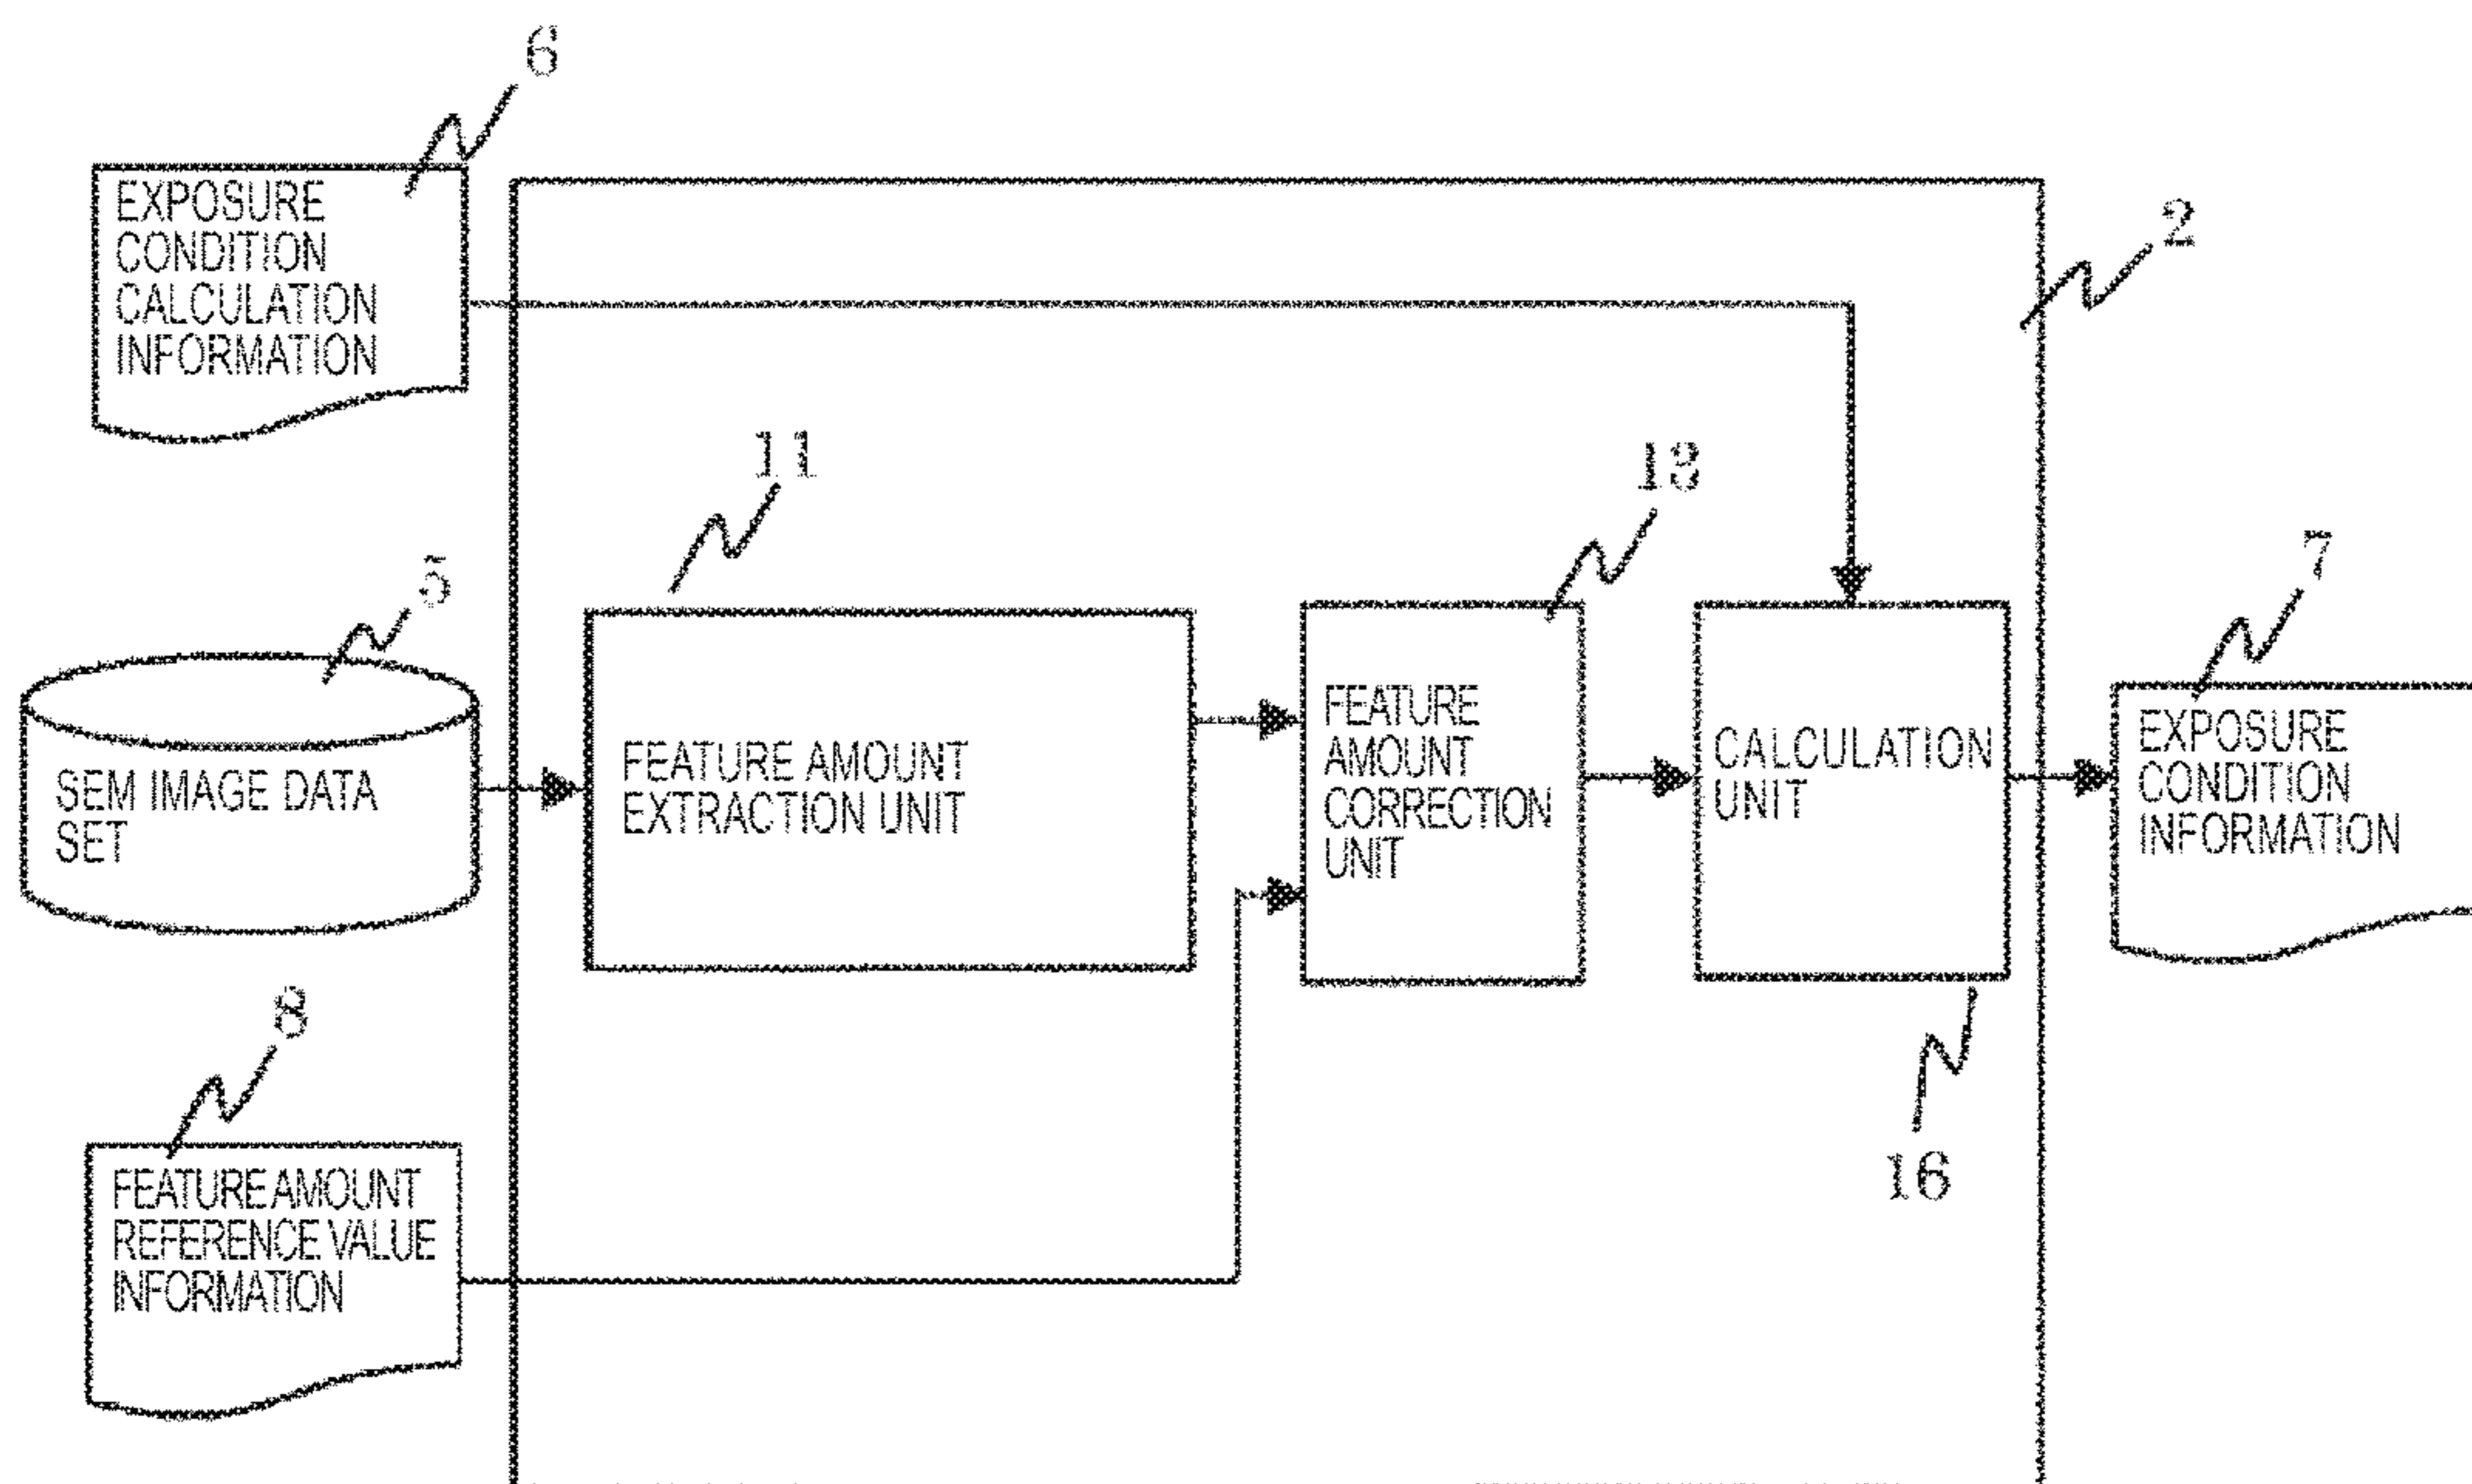 6
EXPOSURE
CONDITION
CALCULATION
INFORMATION
2
11
13
5
7
SEM IMAGE DATA
SET
FEATURE AMOUNT
EXTRACTION UNIT
FEATURE
AMOUNT
CORRECTION
UNIT
CALCULATION
UNIT
EXPOSURE
CONDITION
INFORMATION
8
16
FEATURE AMOUNT
REFERENCE VALUE
INFORMATION